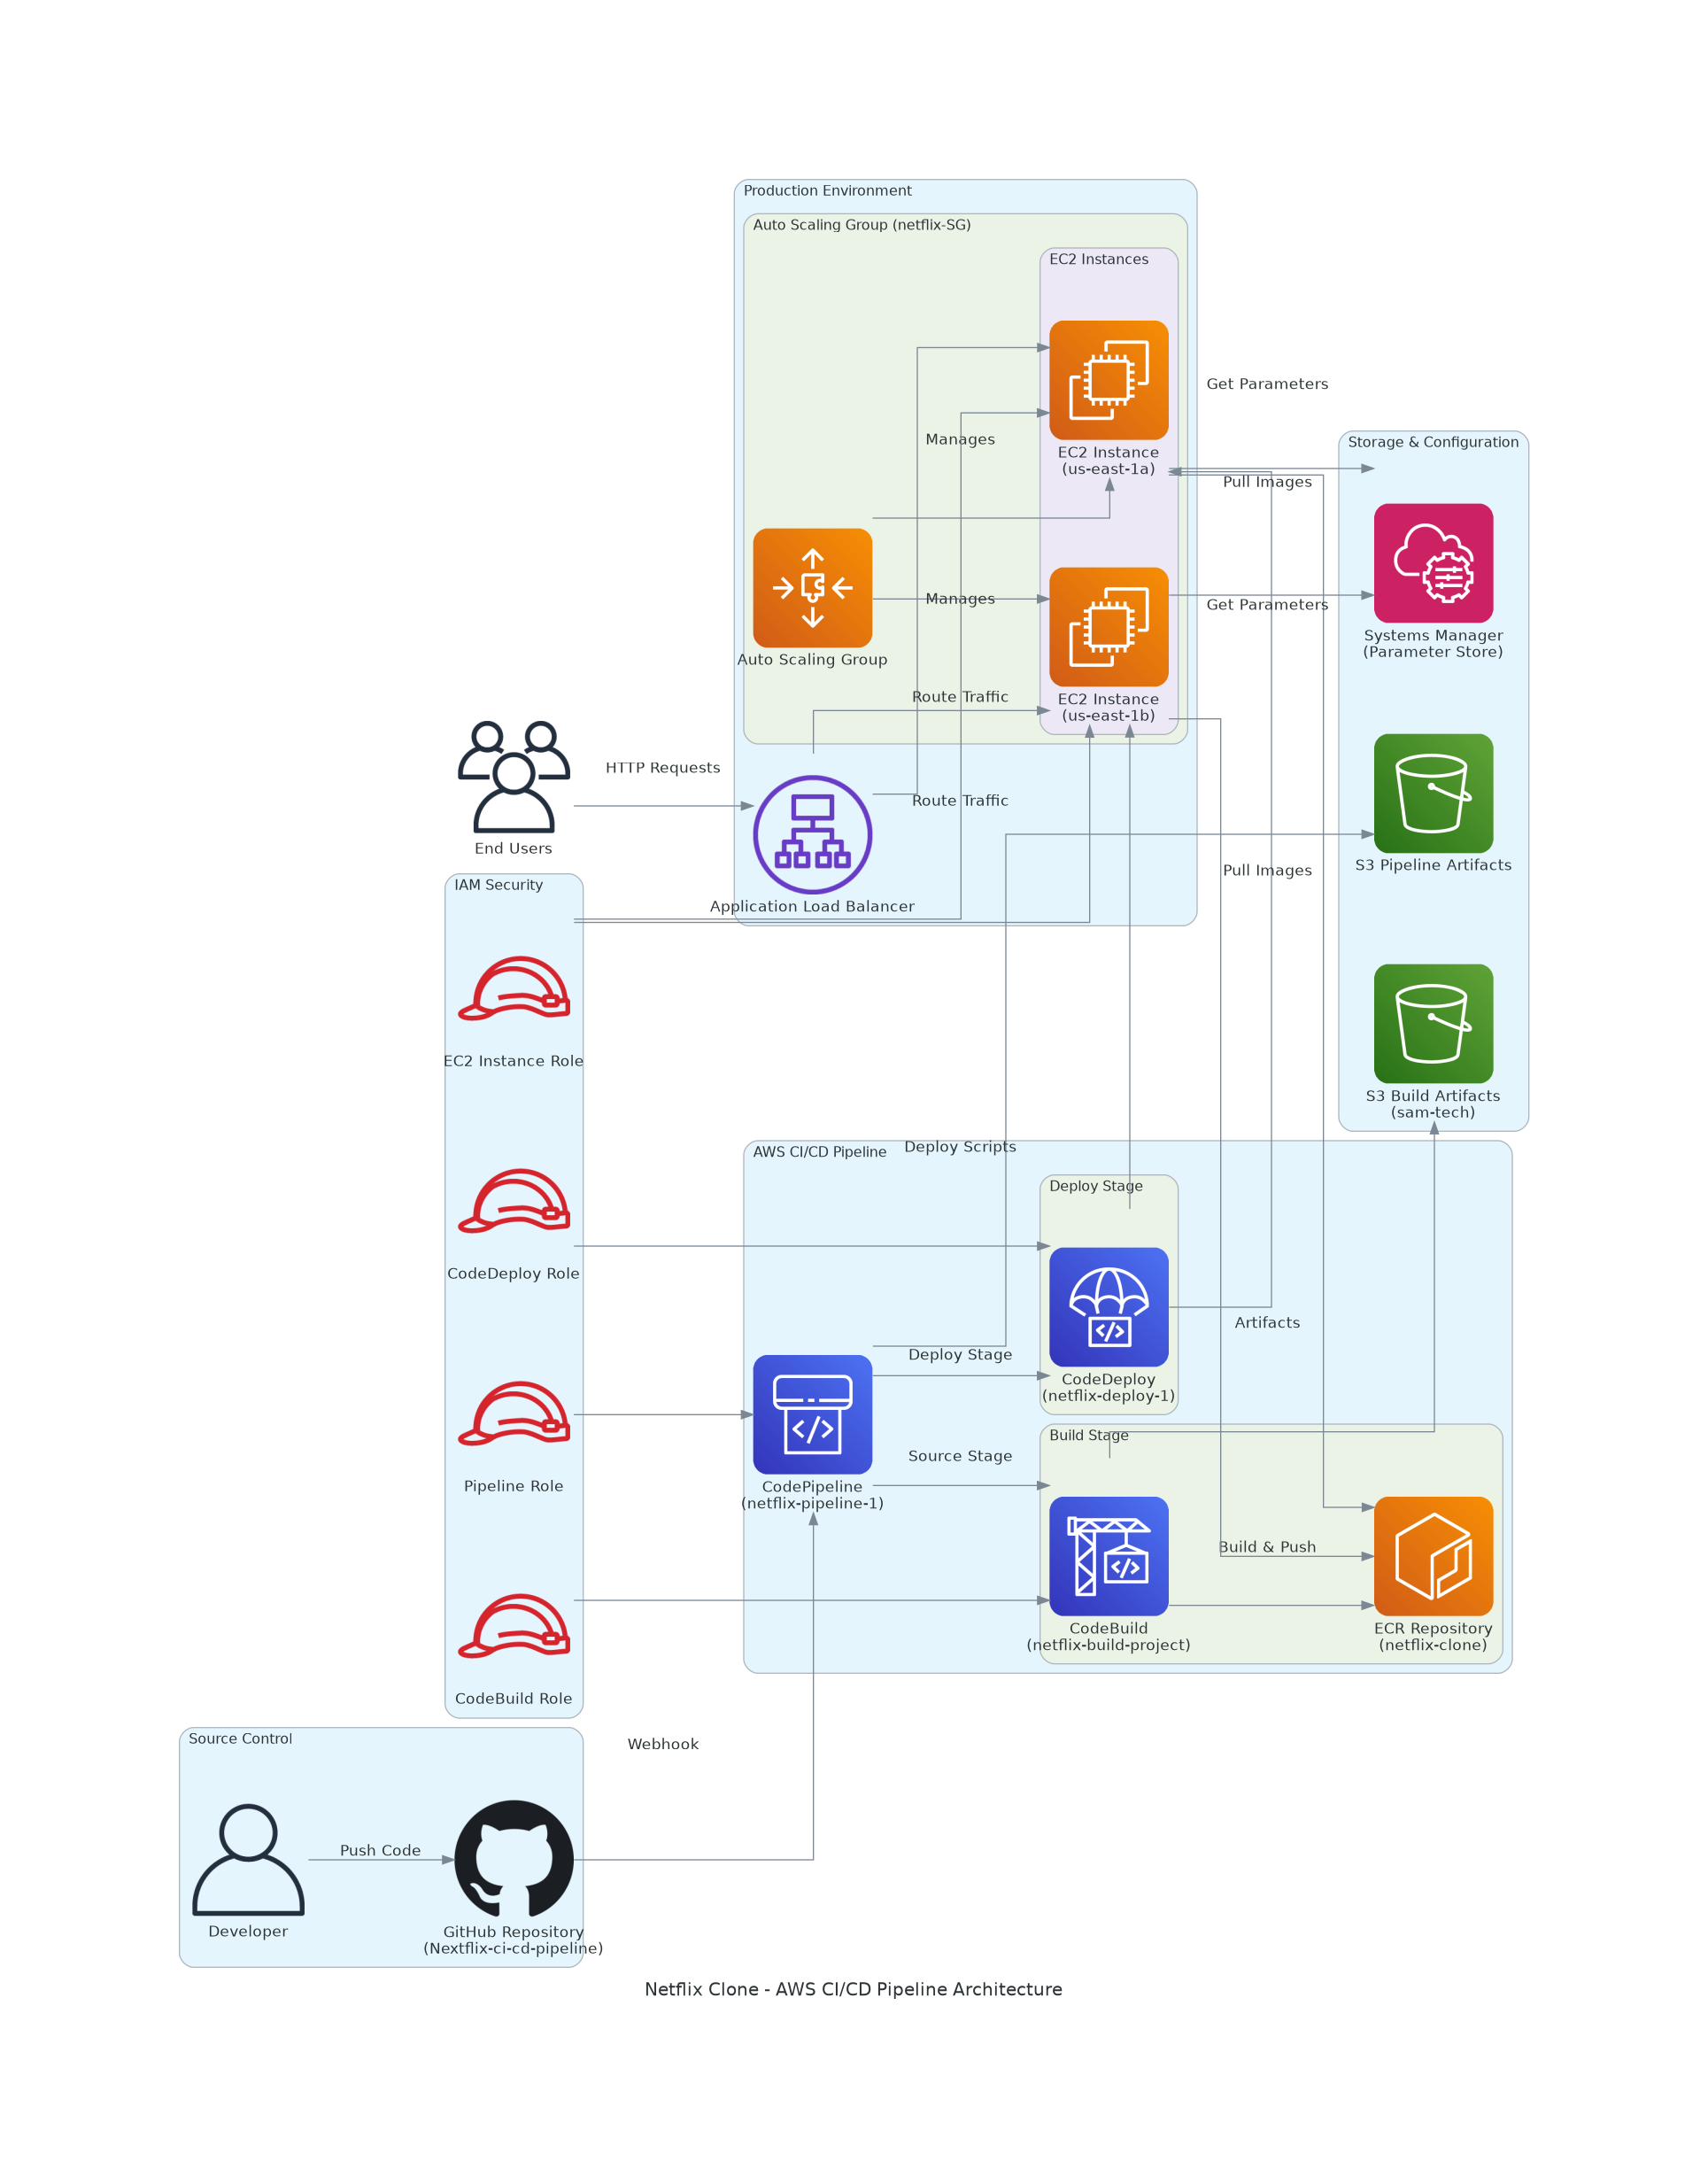 Production Environment
Auto Scaling Group (netflix-SG)
EC2 Instances
Get Parameters
Manages
EC2 Instance
(us-east-1a)
Storage & Configuration
Pull Images
Manages
Get Parameters
Auto Scaling Group
Systems Manager
(Parameter Store)
Route Traffic
EC2 Instance
(us-east-1b)
HTTP Requests
Route Traffic
End Users
S3 Pipeline Artifacts
Pull Images
IAM Security
Application Load Balancer
EC2 Instance Role
S3 Build Artifacts
(sam-tech)
AWS CI/CD Pipeline
Deploy Scripts
Deploy Stage
CodeDeploy Role
Artifacts
Deploy Stage
CodeDeploy
(netflix-deploy-1)
Build Stage
Source Stage
Pipeline Role
CodePipeline
(netflix-pipeline-1)
Build & Push
CodeBuild
(netflix-build-project)
ECR Repository
(netflix-clone)
CodeBuild Role
Source Control
Webhook
Push Code
Developer
GitHub Repository
(Nextflix-ci-cd-pipeline)
Netflix Clone - AWS CI/CD Pipeline Architecture